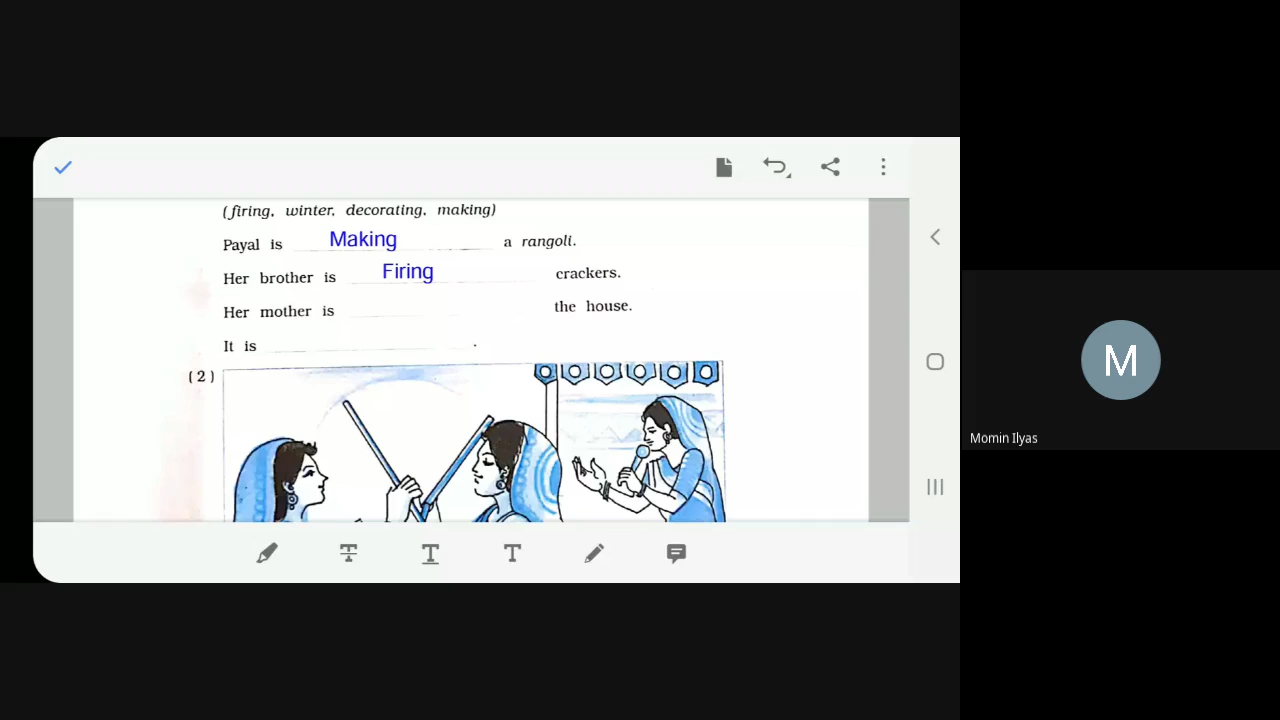 (firing, winter, decorating, making)
Payal is Making a rangoli.
Her brother is Firing crackers.
Her mother is the house.
It is .
(2)
M
Momin Ilyas